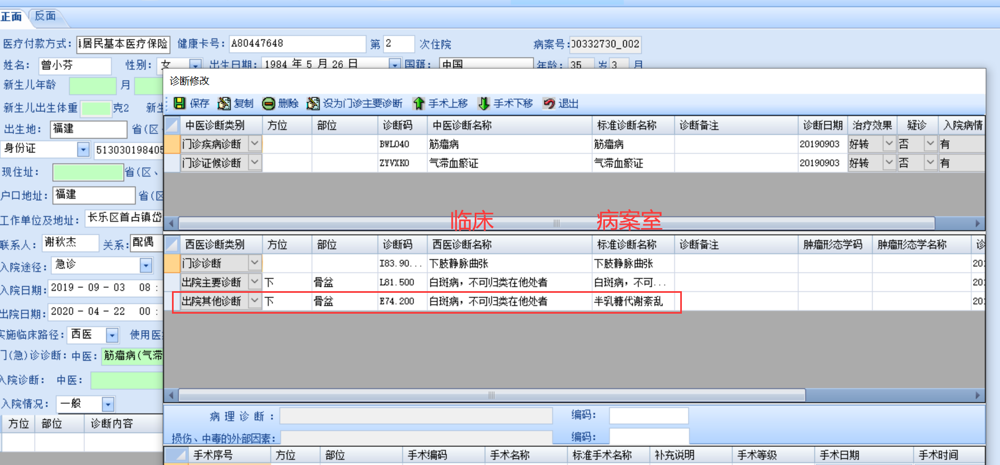 正面 反面
医疗付款方式: 居民基本医疗保险 健康卡号: A80447648 第 2 次住院 病案号: 00332730_002
姓名: 曾小芬 性别: 女 出生日期: 1984 年 5 月 26 日 国籍: 中国 年龄: 35 岁 3 月
诊断修改
新生儿年龄 月
保存 复制 删除 设为门诊主要诊断 手术上移 手术下移 退出
新生儿出生体重 克2 新生
中医诊断类别 方位 部位 诊断码 中医诊断名称 标准诊断名称 诊断备注 诊断日期 治疗效果 疑诊 入院病情
出生地: 福建 省(区
门诊疾病诊断 BWL040 筋瘤病 筋瘤病 20190903 好转 否 有
身份证 513030198405
门诊证候诊断 ZYVXK0 气滞血瘀证 气滞血瘀证 20190903 好转 否 有
现住址: 省(区、
户口地址: 福建 省(区
工作单位及地址: 长乐区首占镇岱
临床 病案室
联系人: 谢秋杰 关系: 配偶
西医诊断类别 方位 部位 诊断码 西医诊断名称 标准诊断名称 诊断备注 肿瘤形态学码 肿瘤形态学名称 诊
入院途径: 急诊
门诊诊断 I83.90... 下肢静脉曲张 下肢静脉曲张 20
入院日期: 2019 - 09 - 03 08 :
出院主要诊断 下 骨盆 L81.500 白斑病，不可归类在他处者 白斑病，不可... 20
出院其他诊断 下 骨盆 E74.200 白斑病，不可归类在他处者 半乳糖代谢紊乱 20
出院日期: 2020 - 04 - 22 00 :
实施临床路径: 西医 使用医
门(急)诊诊断: 中医: 筋瘤病(气滞
入院诊断: 中医:
入院情况: 一般
病理诊断: 编码:
方位 部位 诊断内容
损伤、中毒的外部因素: 编码:
手术序号 方位 部位 手术编码 手术名称 标准手术名称 补充说明 手术等级 手术日期 手术时间